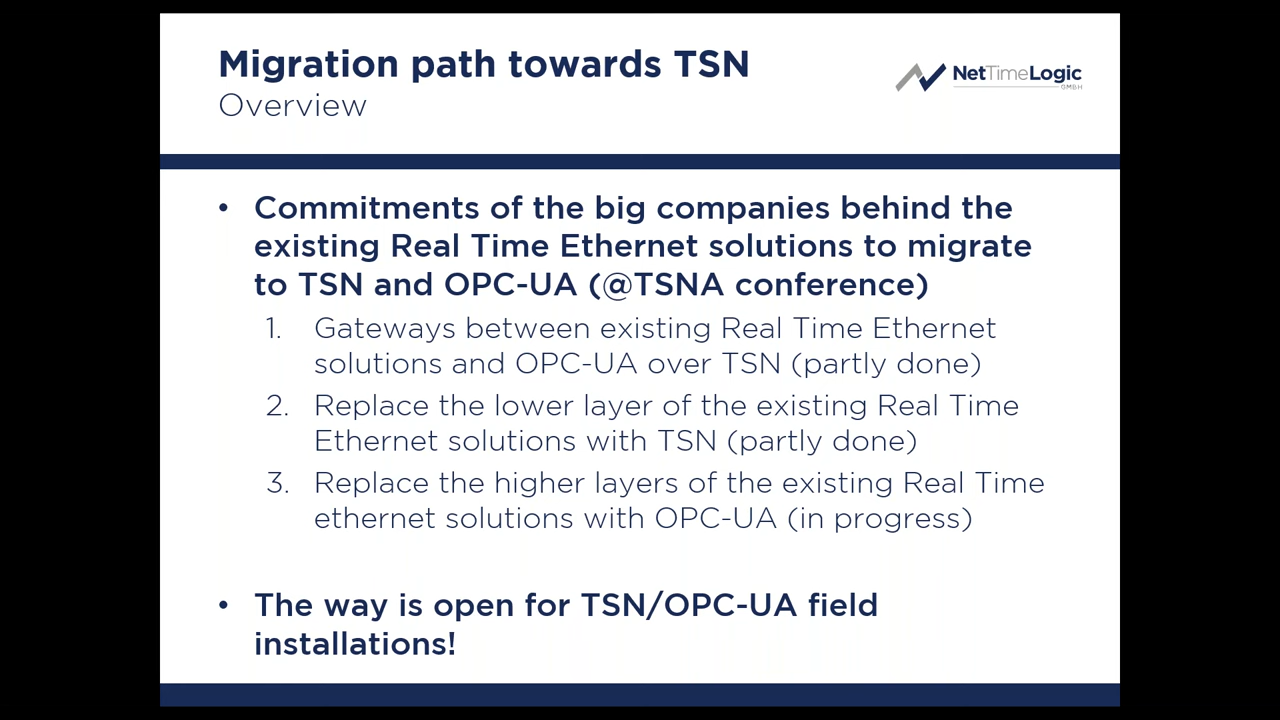 Migration path towards TSN
Overview
NetTimeLogic
GMBH
• Commitments of the big companies behind the
existing Real Time Ethernet solutions to migrate
to TSN and OPC-UA (@TSNA conference)
1. Gateways between existing Real Time Ethernet
solutions and OPC-UA over TSN (partly done)
2. Replace the lower layer of the existing Real Time
Ethernet solutions with TSN (partly done)
3. Replace the higher layers of the existing Real Time
ethernet solutions with OPC-UA (in progress)
• The way is open for TSN/OPC-UA field
installations!